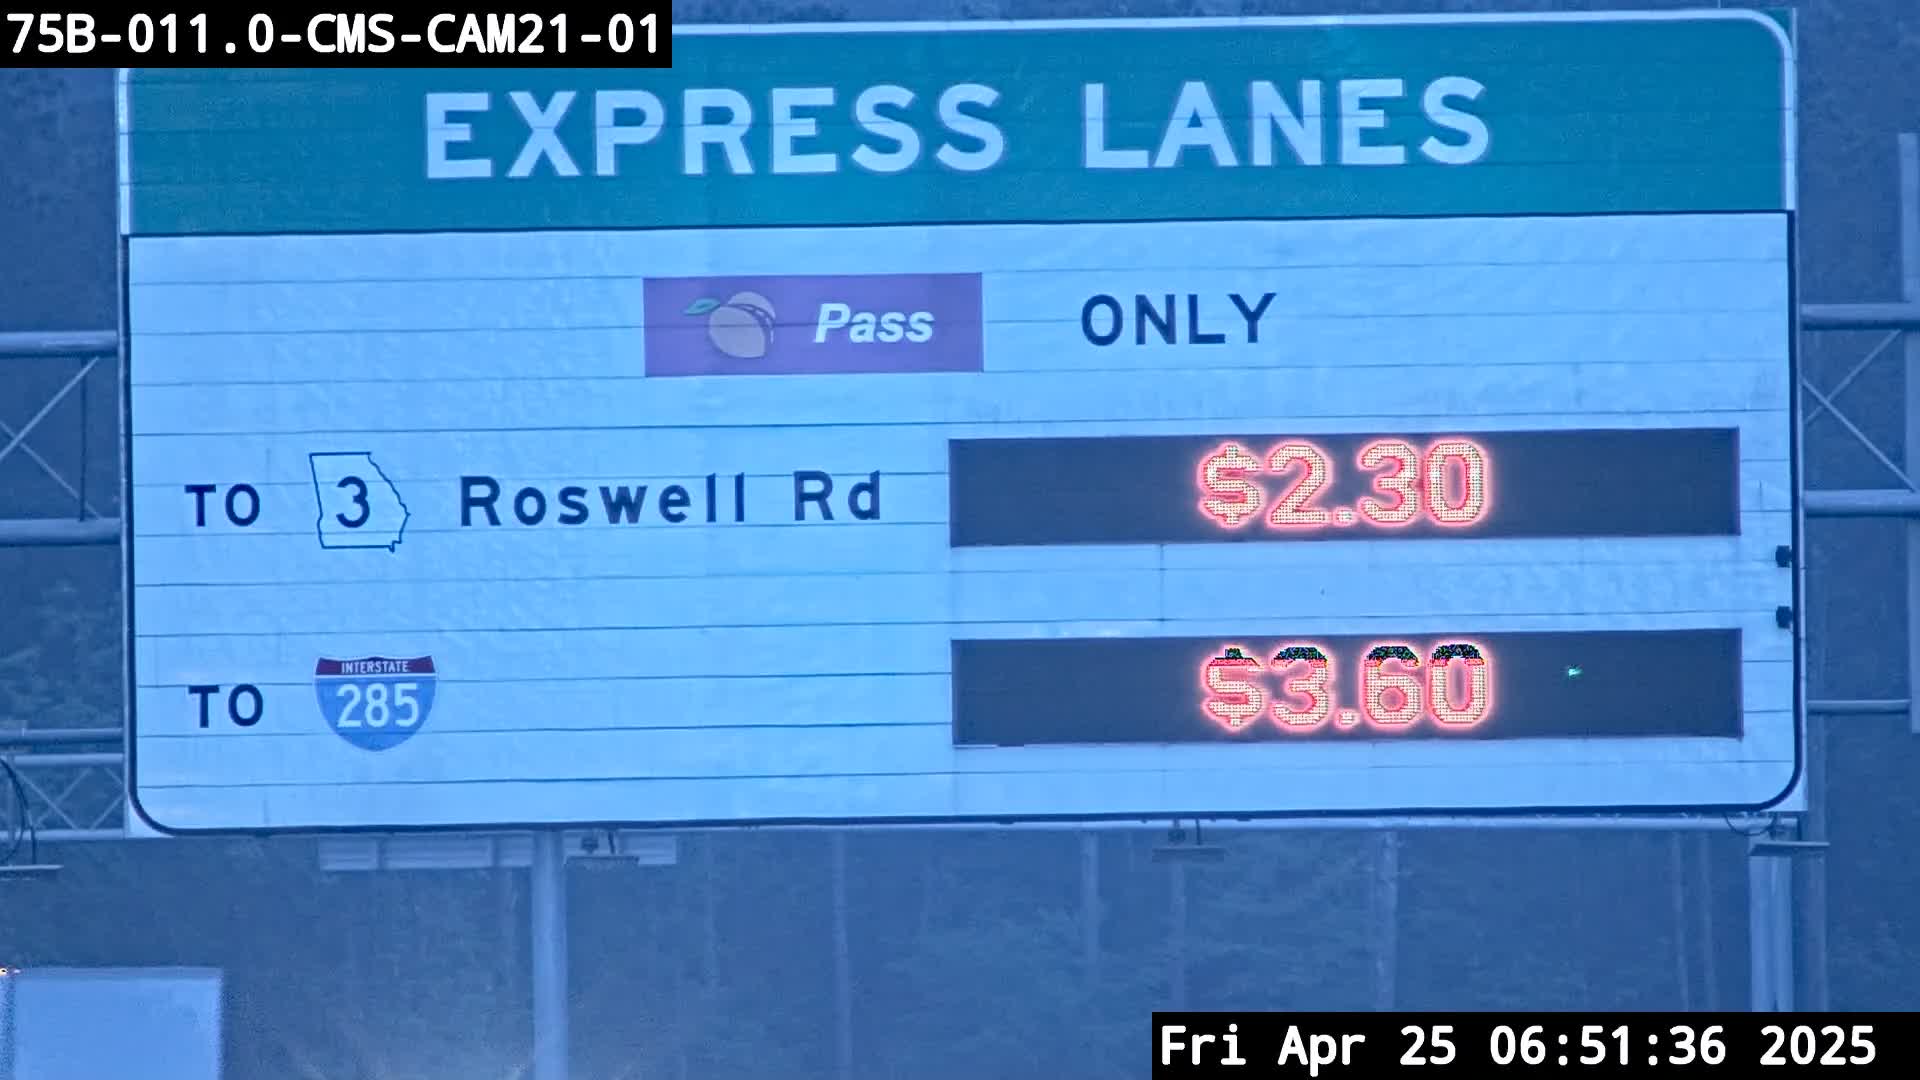 75B-011.0-CMS-CAM21-01
EXPRESS LANES
Pass ONLY
TO 3 Roswell Rd $2.30
TO INTERSTATE 285 $3.60
Fri Apr 25 06:51:36 2025